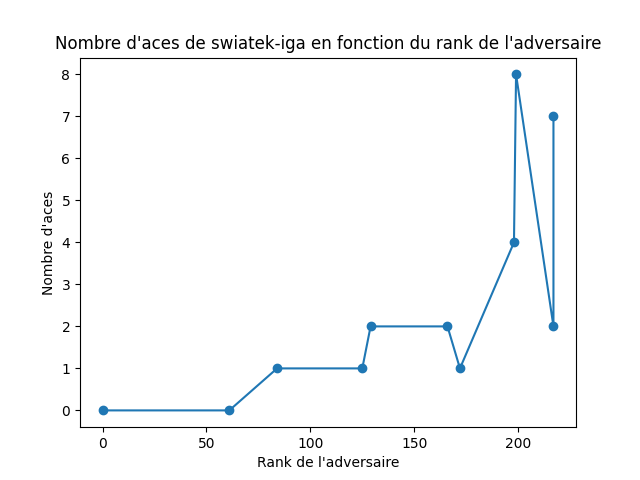 Nombre d'aces de swiatek-iga en fonction du rank de l'adversaire
8
7
6
5
4
3
2
1
0
Nombre d'aces
0 50 100 150 200
Rank de l'adversaire